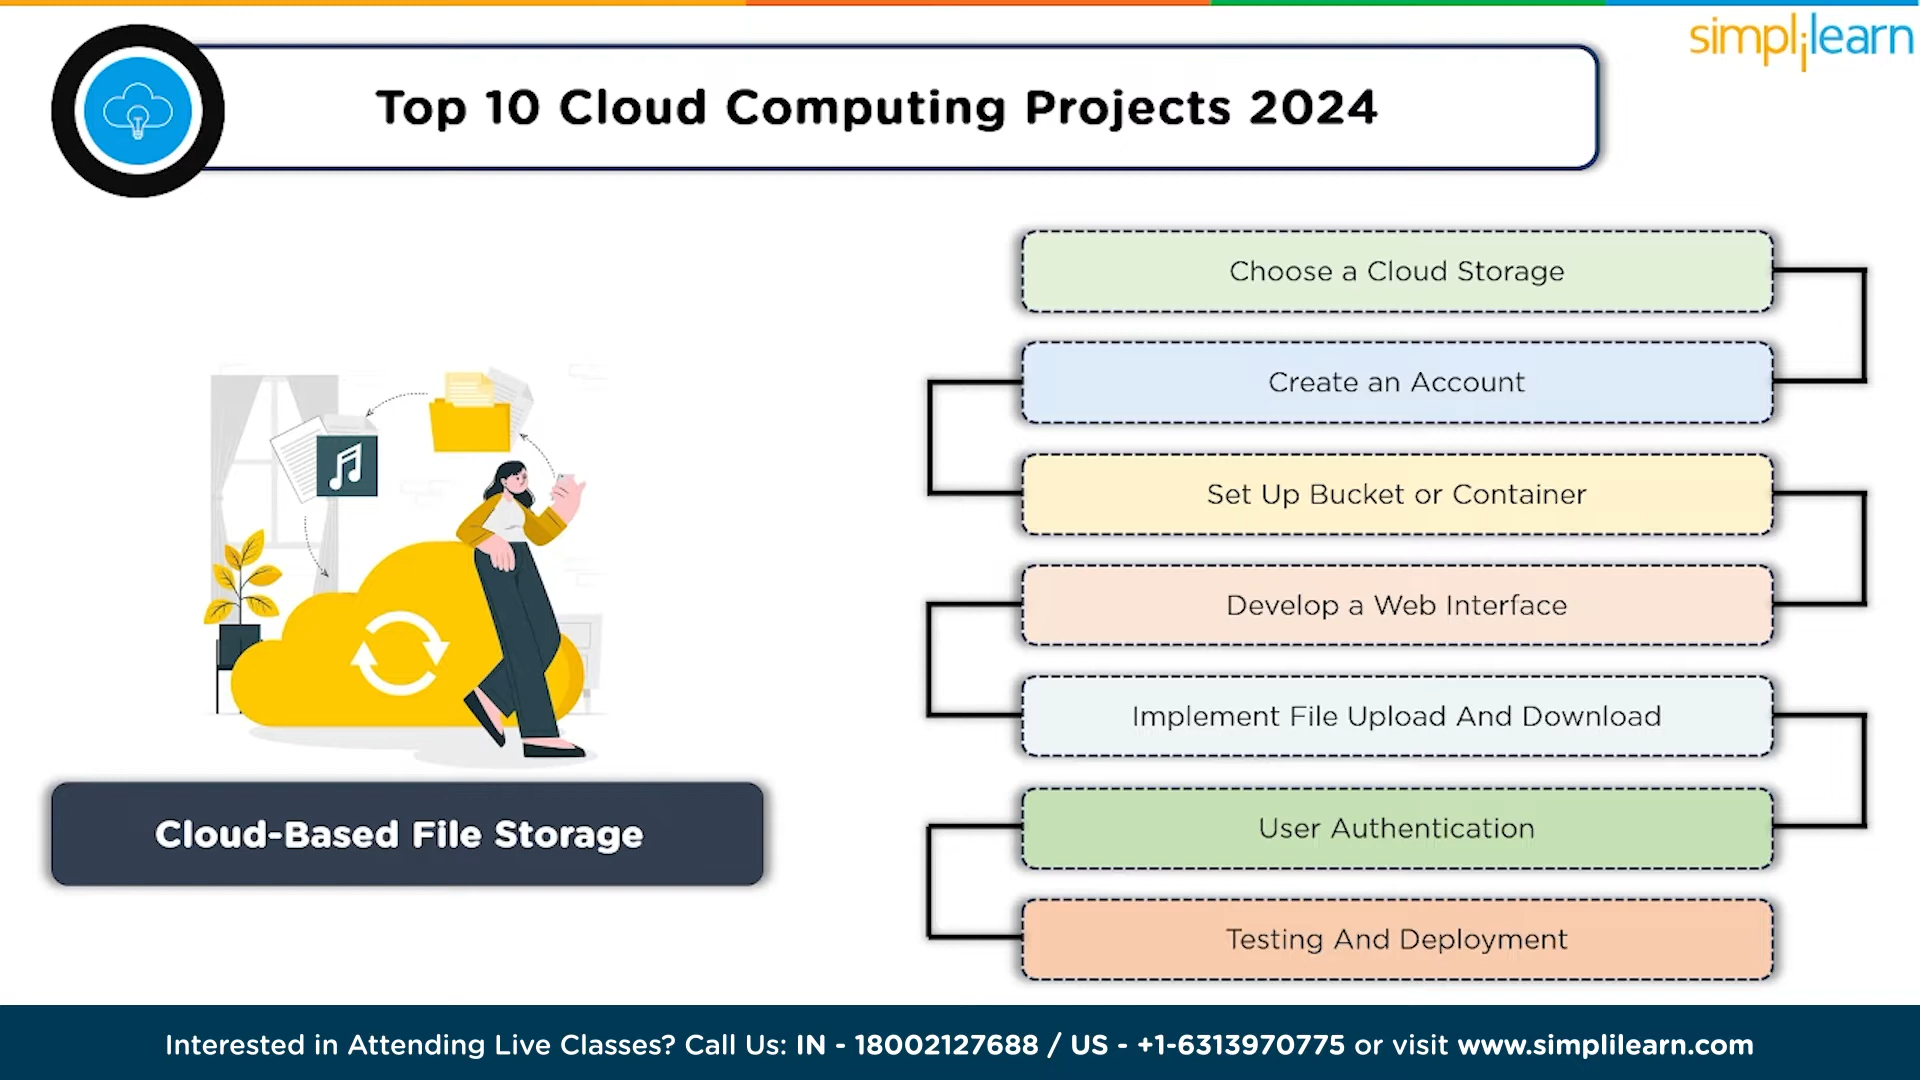 simplilearn
Top 10 Cloud Computing Projects 2024
Choose a Cloud Storage
Create an Account
Set Up Bucket or Container
Develop a Web Interface
Implement File Upload And Download
User Authentication
Testing And Deployment
Cloud-Based File Storage
Interested in Attending Live Classes? Call Us: IN - 18002127688 / US - +1-6313970775 or visit www.simplilearn.com